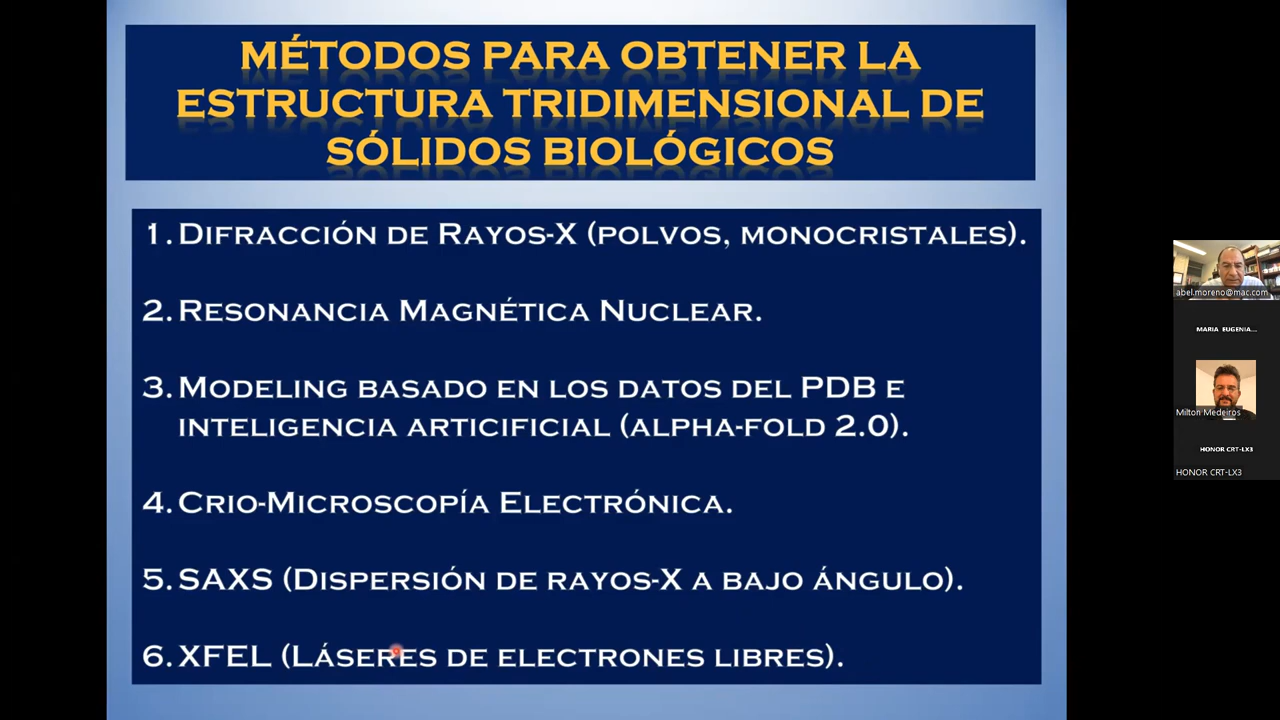 MÉTODOS PARA OBTENER LA
ESTRUCTURA TRIDIMENSIONAL DE
SÓLIDOS BIOLÓGICOS
1. DIFRACCIÓN DE RAYOS-X (POLVOS, MONOCRISTALES).
2. RESONANCIA MAGNÉTICA NUCLEAR.
3. MODELING BASADO EN LOS DATOS DEL PDB E
INTELIGENCIA ARTICIFICIAL (ALPHA-FOLD 2.0).
4. CRIO-MICROSCOPÍA ELECTRÓNICA.
5. SAXS (DISPERSIÓN DE RAYOS-X A BAJO ÁNGULO).
6. XFEL (LÁSERES DE ELECTRONES LIBRES).
abel.moreno@mac.com
MARIA EUGENIA...
Milton Medeiros
HONOR CRT-LX3
HONOR CRT-LX3